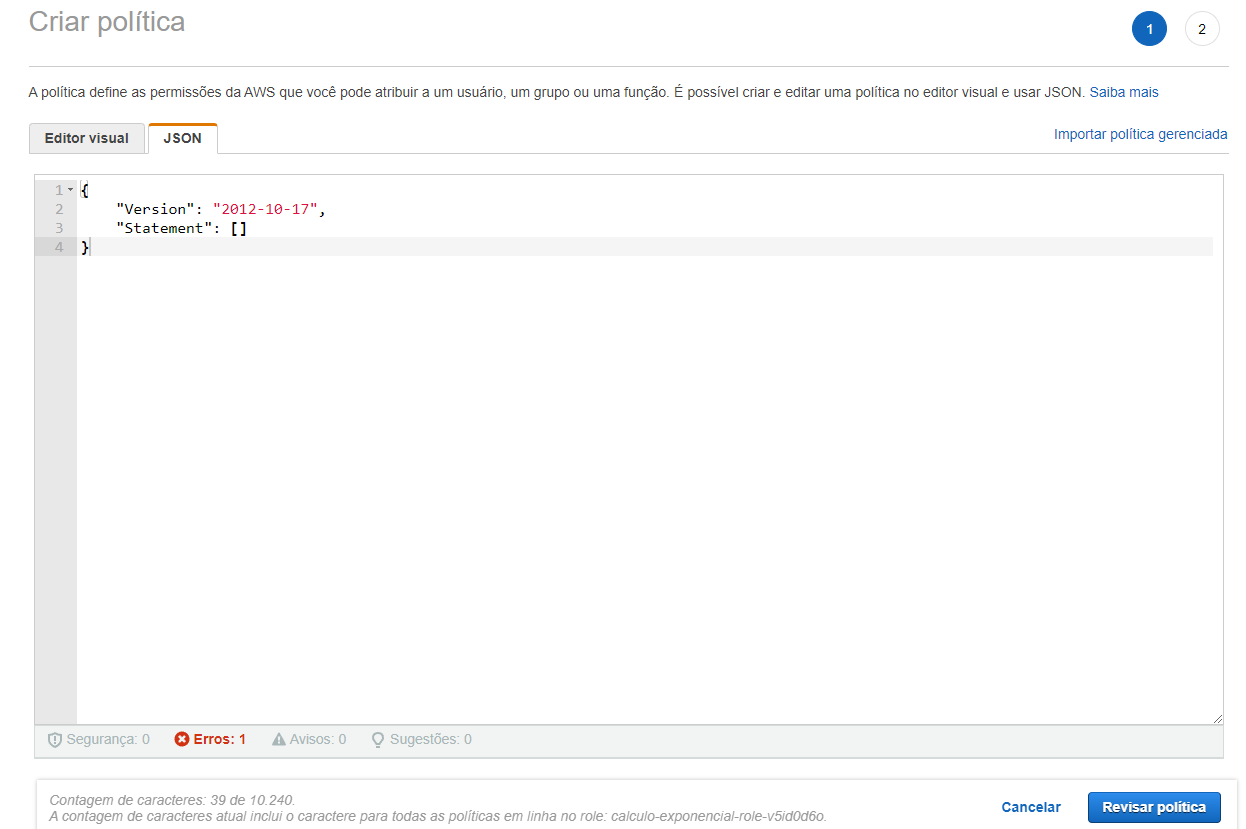 Criar política
1
2
A política define as permissões da AWS que você pode atribuir a um usuário, um grupo ou uma função. É possível criar e editar uma política no editor visual e usar JSON. Saiba mais
Editor visual
JSON
Importar política gerenciada
1 {
2 "Version": "2012-10-17",
3 "Statement": []
4 }
Segurança: 0 Erros: 1 Avisos: 0 Sugestões: 0
Contagem de caracteres: 39 de 10.240.
A contagem de caracteres atual inclui o caractere para todas as políticas em linha no role: calculo-exponencial-role-v5id0d6o.
Cancelar
Revisar política